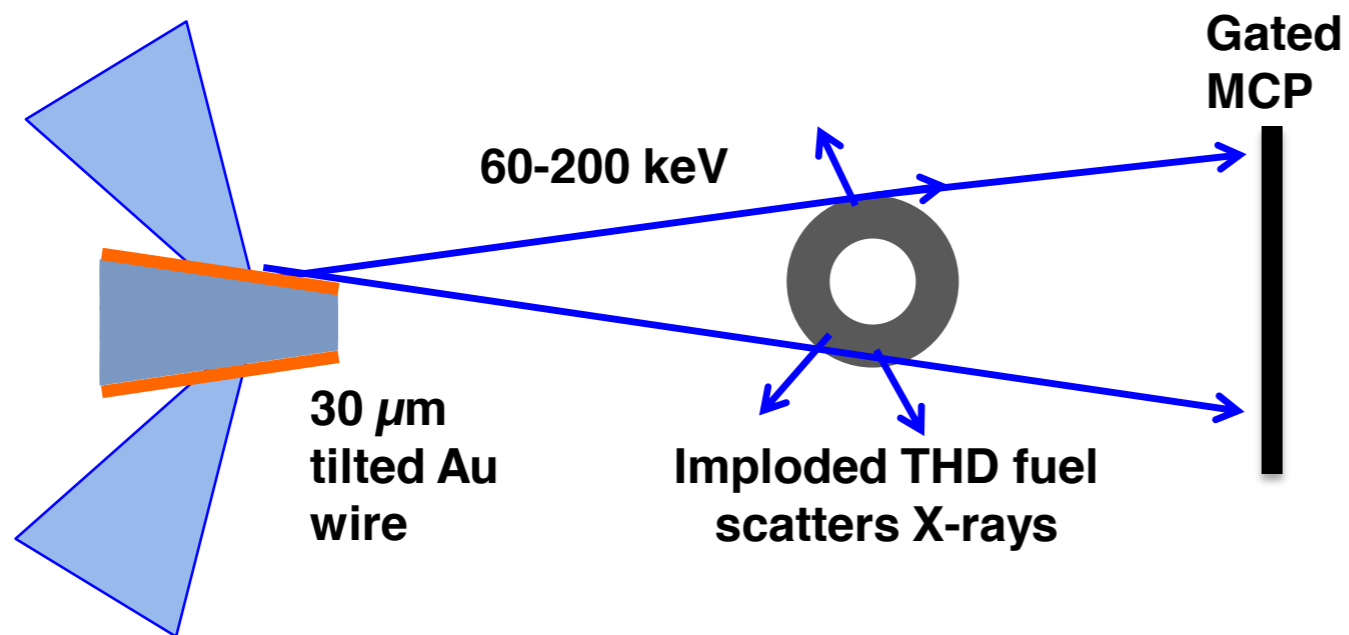 Gated
MCP
60-200 keV
30 µm
tilted Au
wire
Imploded THD fuel
scatters X-rays